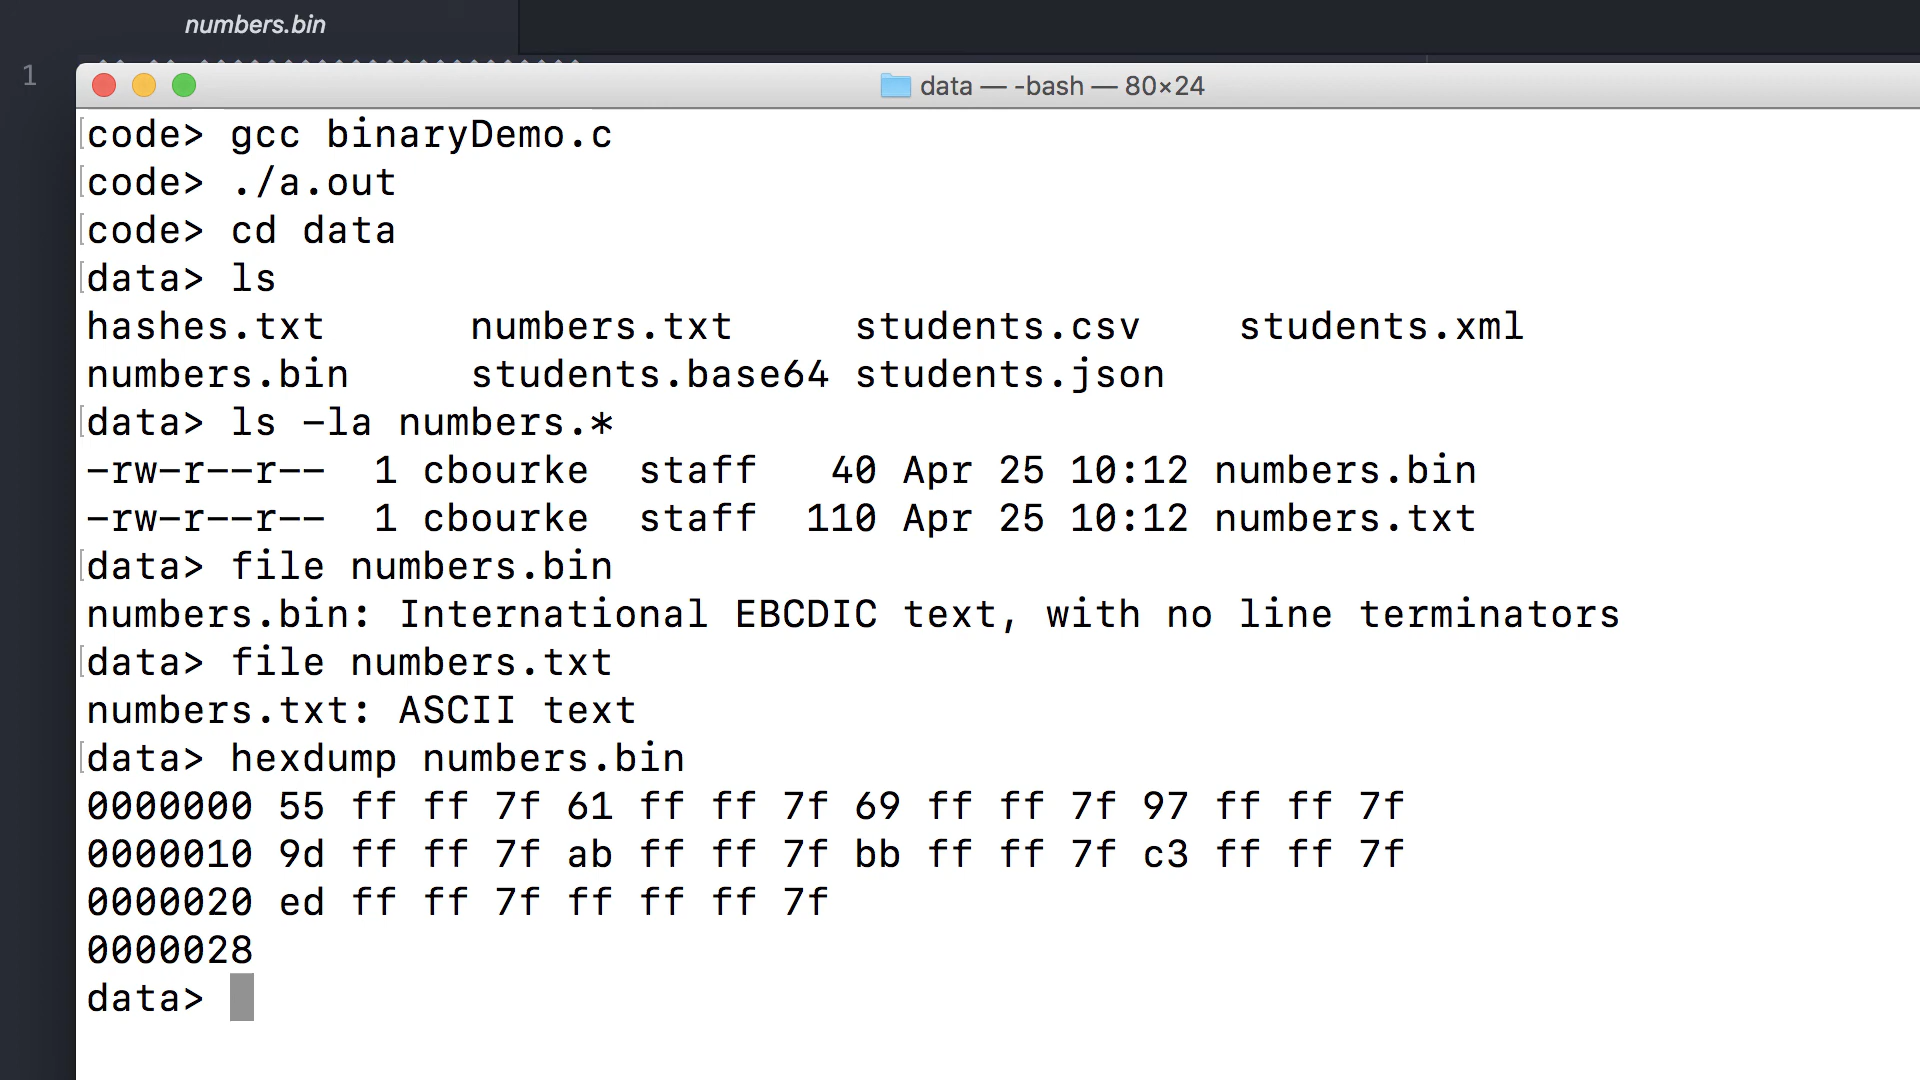 numbers.bin
1
data — -bash — 80×24
code> gcc binaryDemo.c
code> ./a.out
code> cd data
data> ls
hashes.txt numbers.txt students.csv students.xml
numbers.bin students.base64 students.json
data> ls -la numbers.*
-rw-r--r-- 1 cbourke staff 40 Apr 25 10:12 numbers.bin
-rw-r--r-- 1 cbourke staff 110 Apr 25 10:12 numbers.txt
data> file numbers.bin
numbers.bin: International EBCDIC text, with no line terminators
data> file numbers.txt
numbers.txt: ASCII text
data> hexdump numbers.bin
0000000 55 ff ff 7f 61 ff ff 7f 69 ff ff 7f 97 ff ff 7f
0000010 9d ff ff 7f ab ff ff 7f bb ff ff 7f c3 ff ff 7f
0000020 ed ff ff 7f ff ff ff 7f
0000028
data>